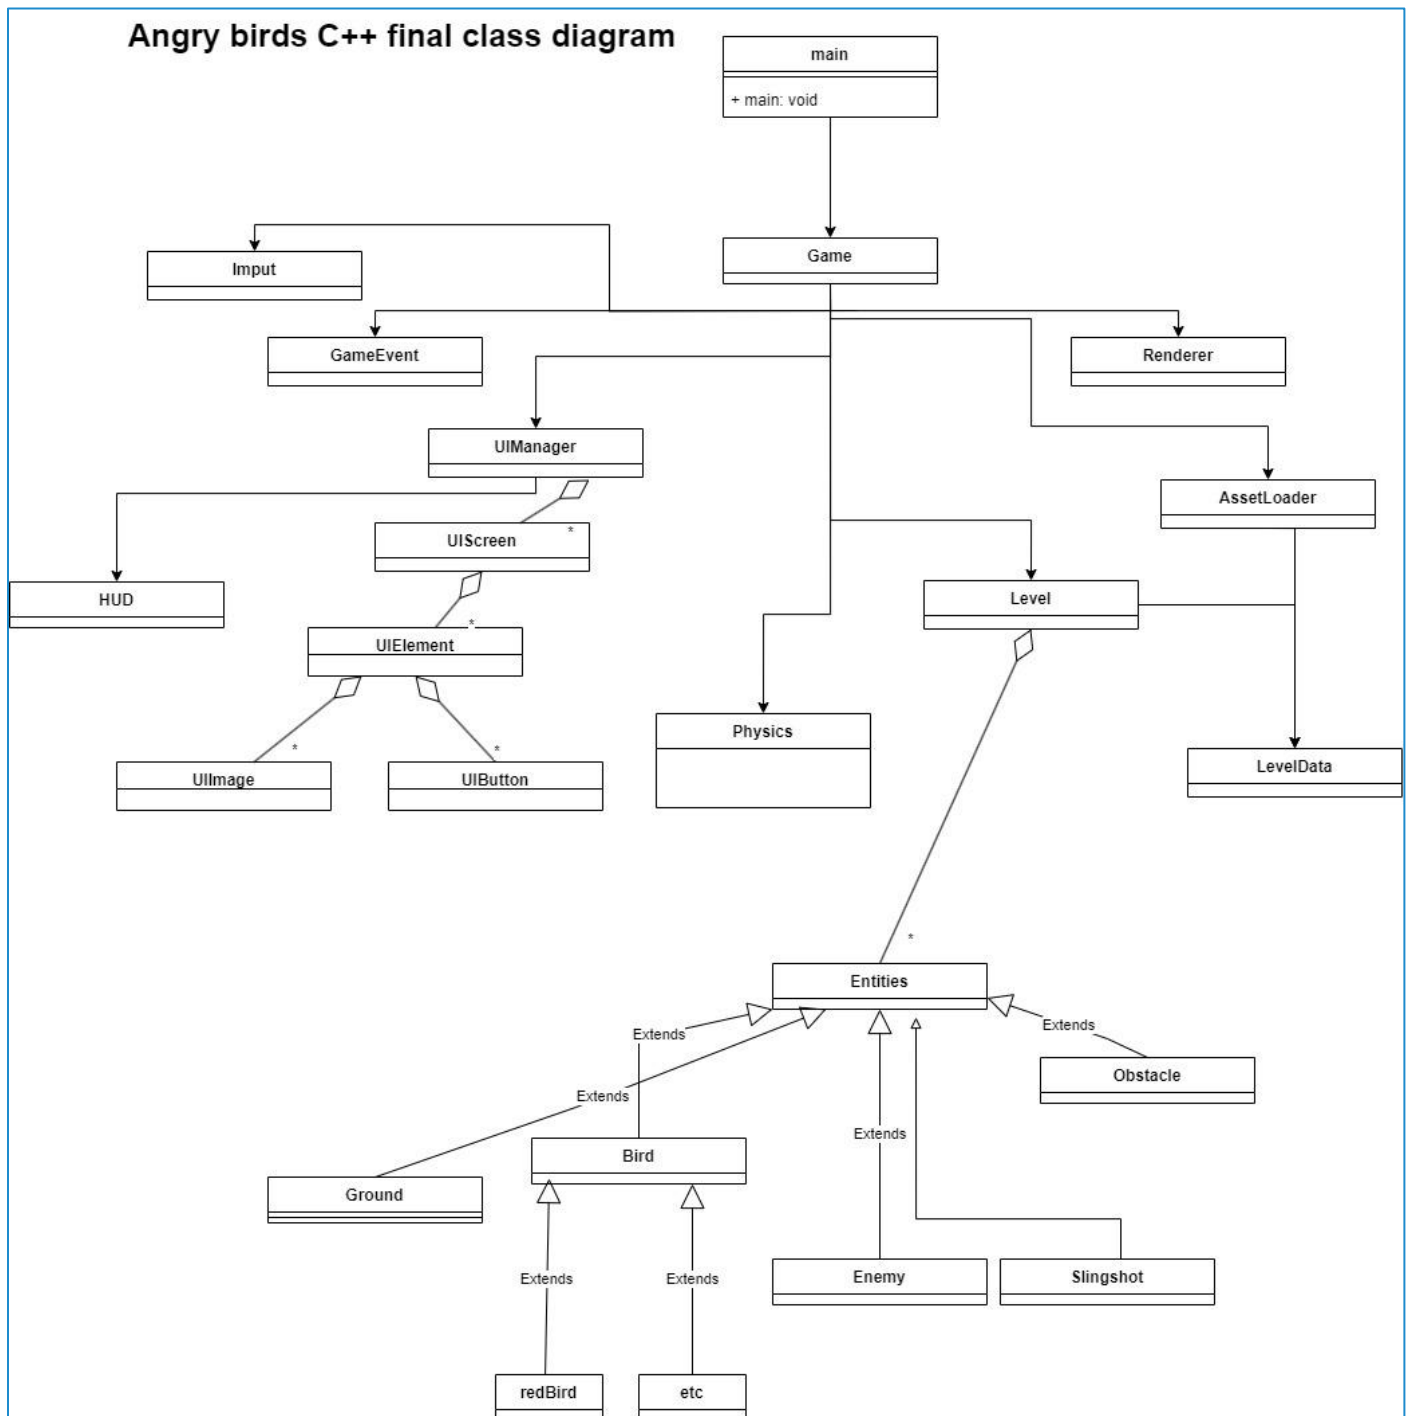 Angry birds C++ final class diagram
main
+ main: void
Game
Imput
GameEvent
Renderer
UIManager
AssetLoader
*
UIScreen
HUD
Level
*
UIElement
Physics
*
*
UIImage
UIButton
LevelData
*
Entities
Extends
Extends
Obstacle
Extends
Extends
Bird
Ground
Extends
Extends
Enemy
Slingshot
redBird
etc